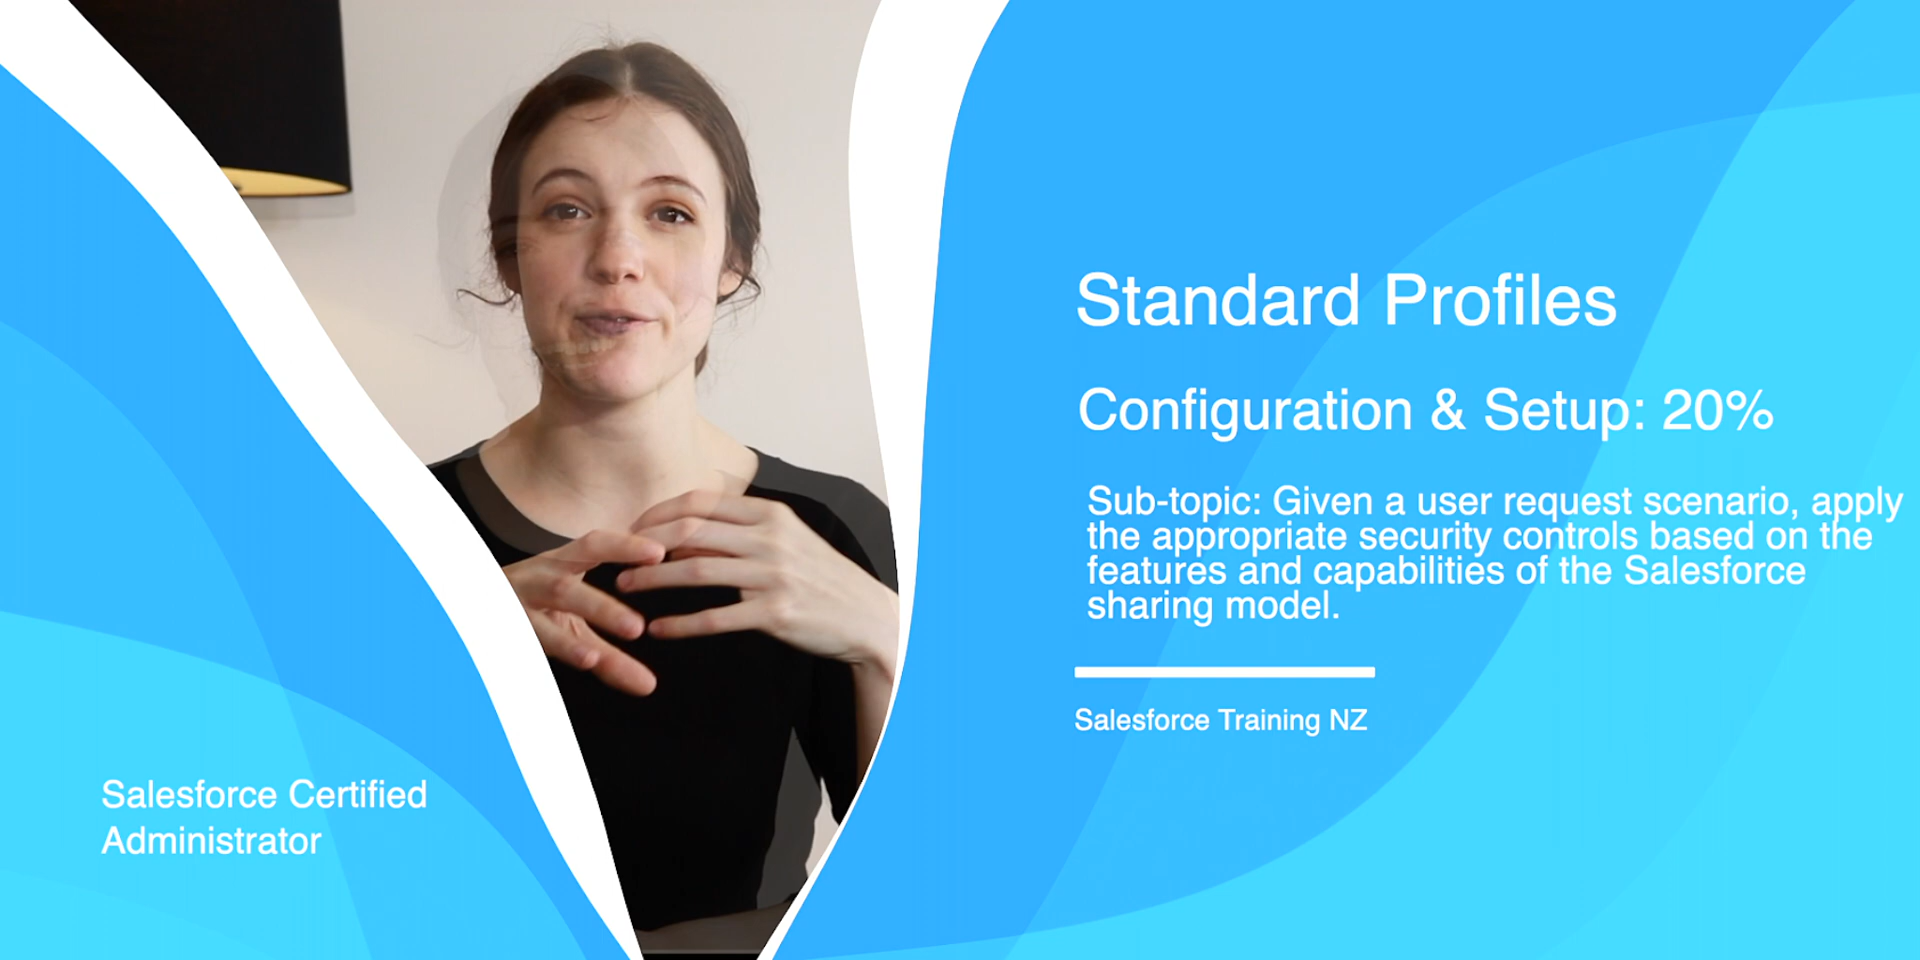 Standard Profiles
Configuration & Setup: 20%
Sub-topic: Given a user request scenario, apply
the appropriate security controls based on the
features and capabilities of the Salesforce
sharing model.
Salesforce Training NZ
Salesforce Certified
Administrator